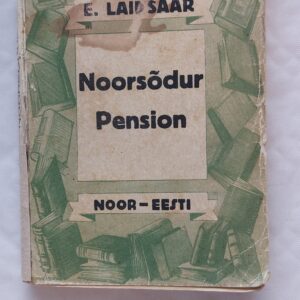 E. LAIDSAAR
Noorsõdur
Pension
NOOR-EESTI